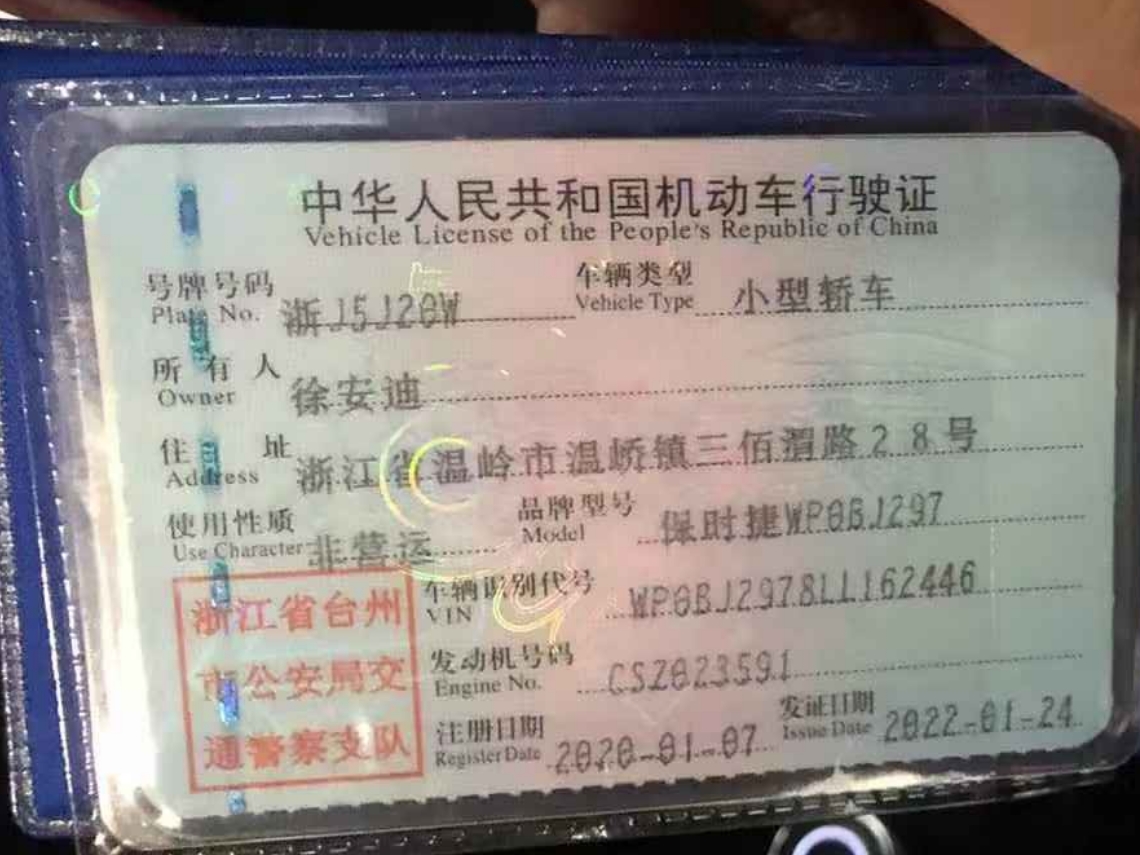 中华人民共和国机动车行驶证
Vehicle License of the People's Republic of China
号牌号码 浙J5J20W 车辆类型 小型轿车
Plate No. Vehicle Type
所有人 徐安迪
Owner
住址 浙江省温岭市温峤镇三佰渭路28号
Address
使用性质 非营运 品牌型号 保时捷WP0BJ297
Use Character Model
车辆识别代号 WP0BJ2978LL162446
VIN
发动机号码 CSZ023591
Engine No.
注册日期 2020-01-07 发证日期 2022-01-24
Register Date Issue Date
浙江省台州
市公安局交
通警察支队